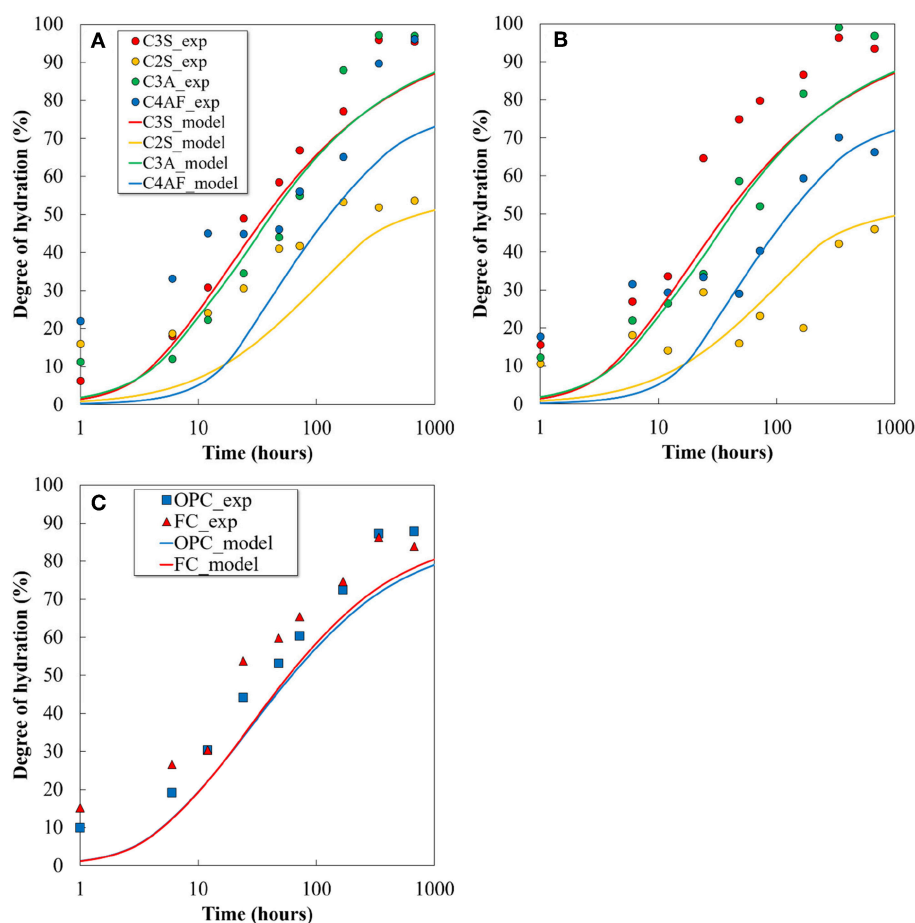 A
C3S_exp
C2S_exp
C3A_exp
C4AF_exp
C3S_model
C2S_model
C3A_model
C4AF_model
Degree of hydration (%)
100
90
80
70
60
50
40
30
20
10
0
1 10 100 1000
Time (hours)
B
Degree of hydration (%)
100
90
80
70
60
50
40
30
20
10
0
1 10 100 1000
Time (hours)
C
OPC_exp
FC_exp
OPC_model
FC_model
Degree of hydration (%)
100
90
80
70
60
50
40
30
20
10
0
1 10 100 1000
Time (hours)